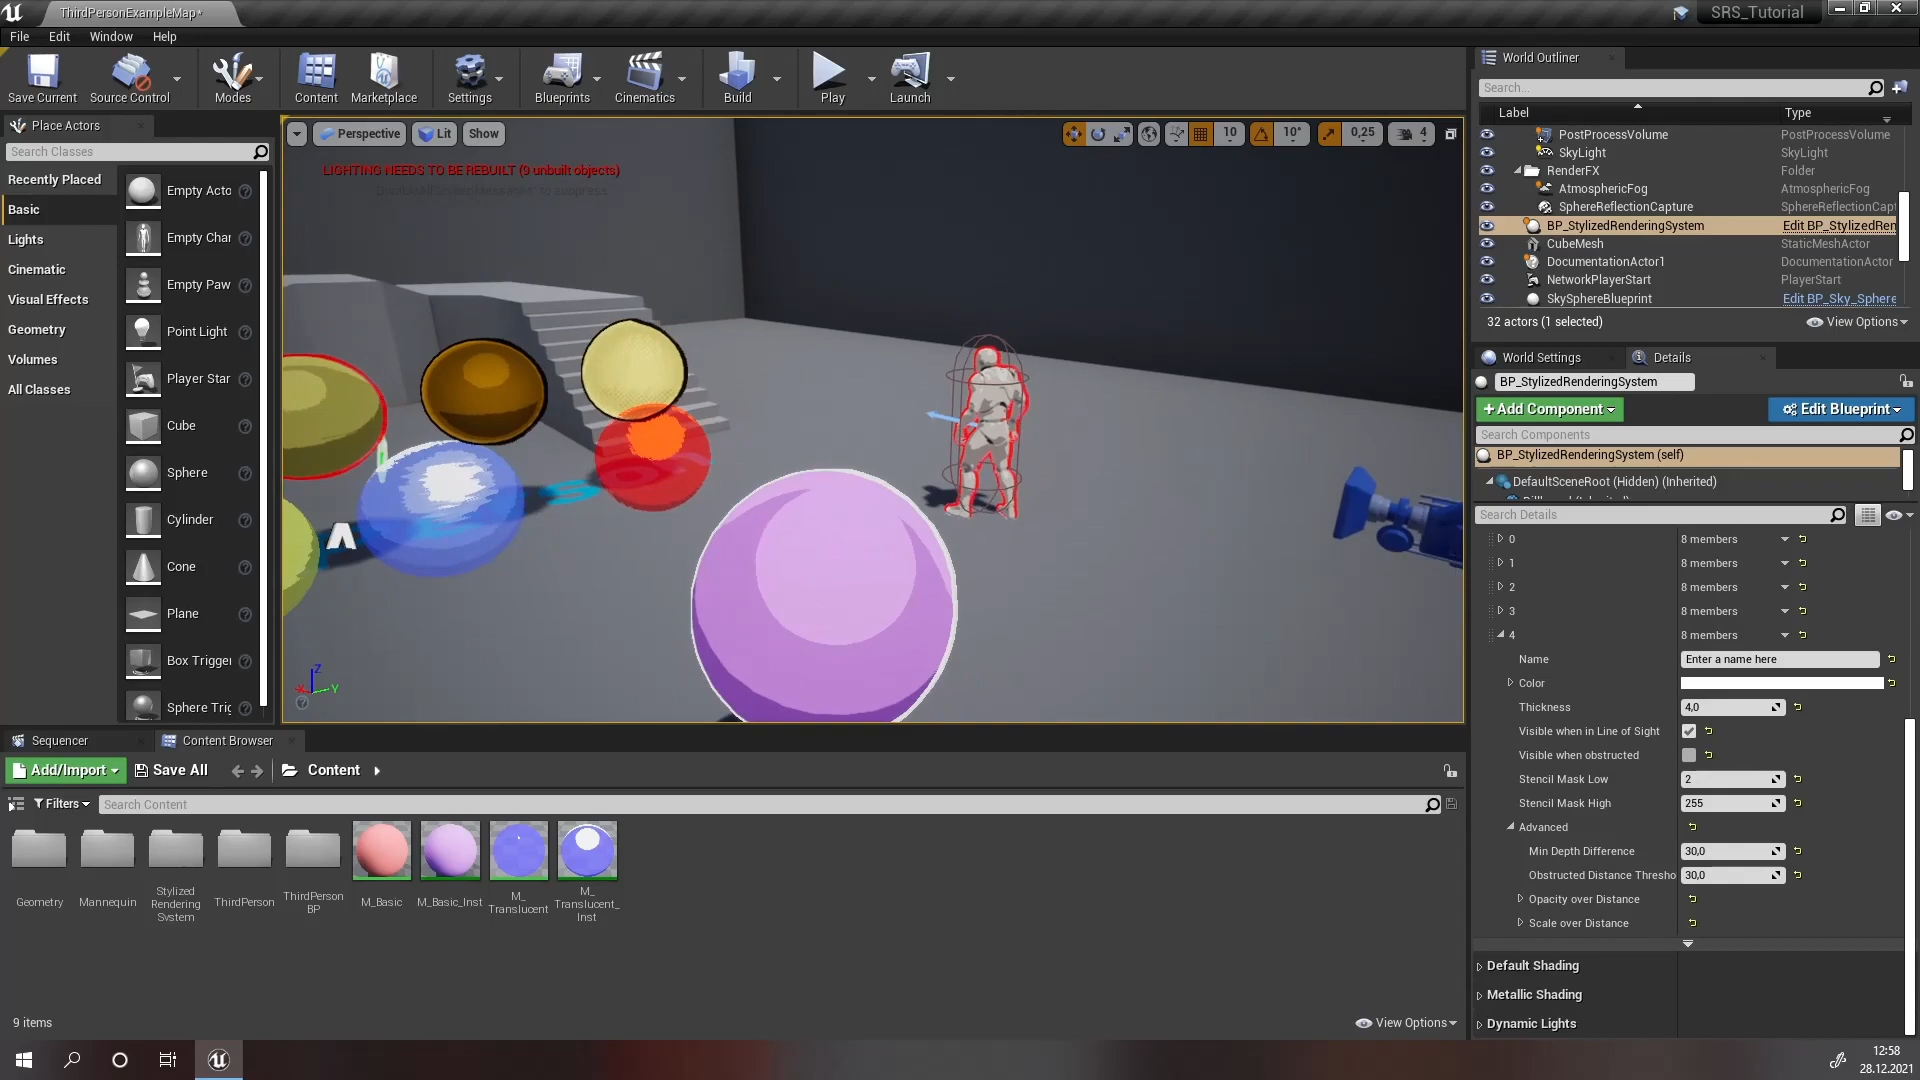 ThirdPersonExampleMap*
SRS_Tutorial
File Edit Window Help
Save Current
Source Control
Modes
Content
Marketplace
Settings
Blueprints
Cinematics
Build
Play
Launch
Place Actors
Search Classes
Recently Placed
Basic
Lights
Cinematic
Visual Effects
Geometry
Volumes
All Classes
Empty Acto
Empty Char
Empty Paw
Point Light
Player Star
Cube
Sphere
Cylinder
Cone
Plane
Box Trigger
Sphere Trig
Perspective
Lit
Show
10
10°
0,25
4
LIGHTING NEEDS TO BE REBUILT (9 unbuilt objects)
'DisableAllScreenMessages' to suppress
X
Y
Z
World Outliner
Search...
Label Type
PostProcessVolume PostProcessVolume
SkyLight SkyLight
RenderFX Folder
AtmosphericFog AtmosphericFog
SphereReflectionCapture SphereReflectionCapt
BP_StylizedRenderingSystem Edit BP_StylizedRen
CubeMesh StaticMeshActor
DocumentationActor1 DocumentationActor
NetworkPlayerStart PlayerStart
SkySphereBlueprint Edit BP_Sky_Sphere
32 actors (1 selected)
View Options
World Settings
Details
BP_StylizedRenderingSystem
+Add Component
Edit Blueprint
Search Components
BP_StylizedRenderingSystem (self)
DefaultSceneRoot (Hidden) (Inherited)
Search Details
0 8 members
1 8 members
2 8 members
3 8 members
4 8 members
Name Enter a name here
Color
Thickness 4,0
Visible when in Line of Sight
Visible when obstructed
Stencil Mask Low 2
Stencil Mask High 255
Advanced
Min Depth Difference 30,0
Obstructed Distance Thresho 30,0
Opacity over Distance
Scale over Distance
Default Shading
Metallic Shading
Dynamic Lights
Sequencer
Content Browser
Add/Import
Save All
Content
Filters
Search Content
Geometry
Mannequin
Stylized
Rendering
System
ThirdPerson
ThirdPerson
BP
M_Basic
M_Basic_Inst
M_
Translucent
M_
Translucent_
Inst
9 items
View Options
12:58
28.12.2021